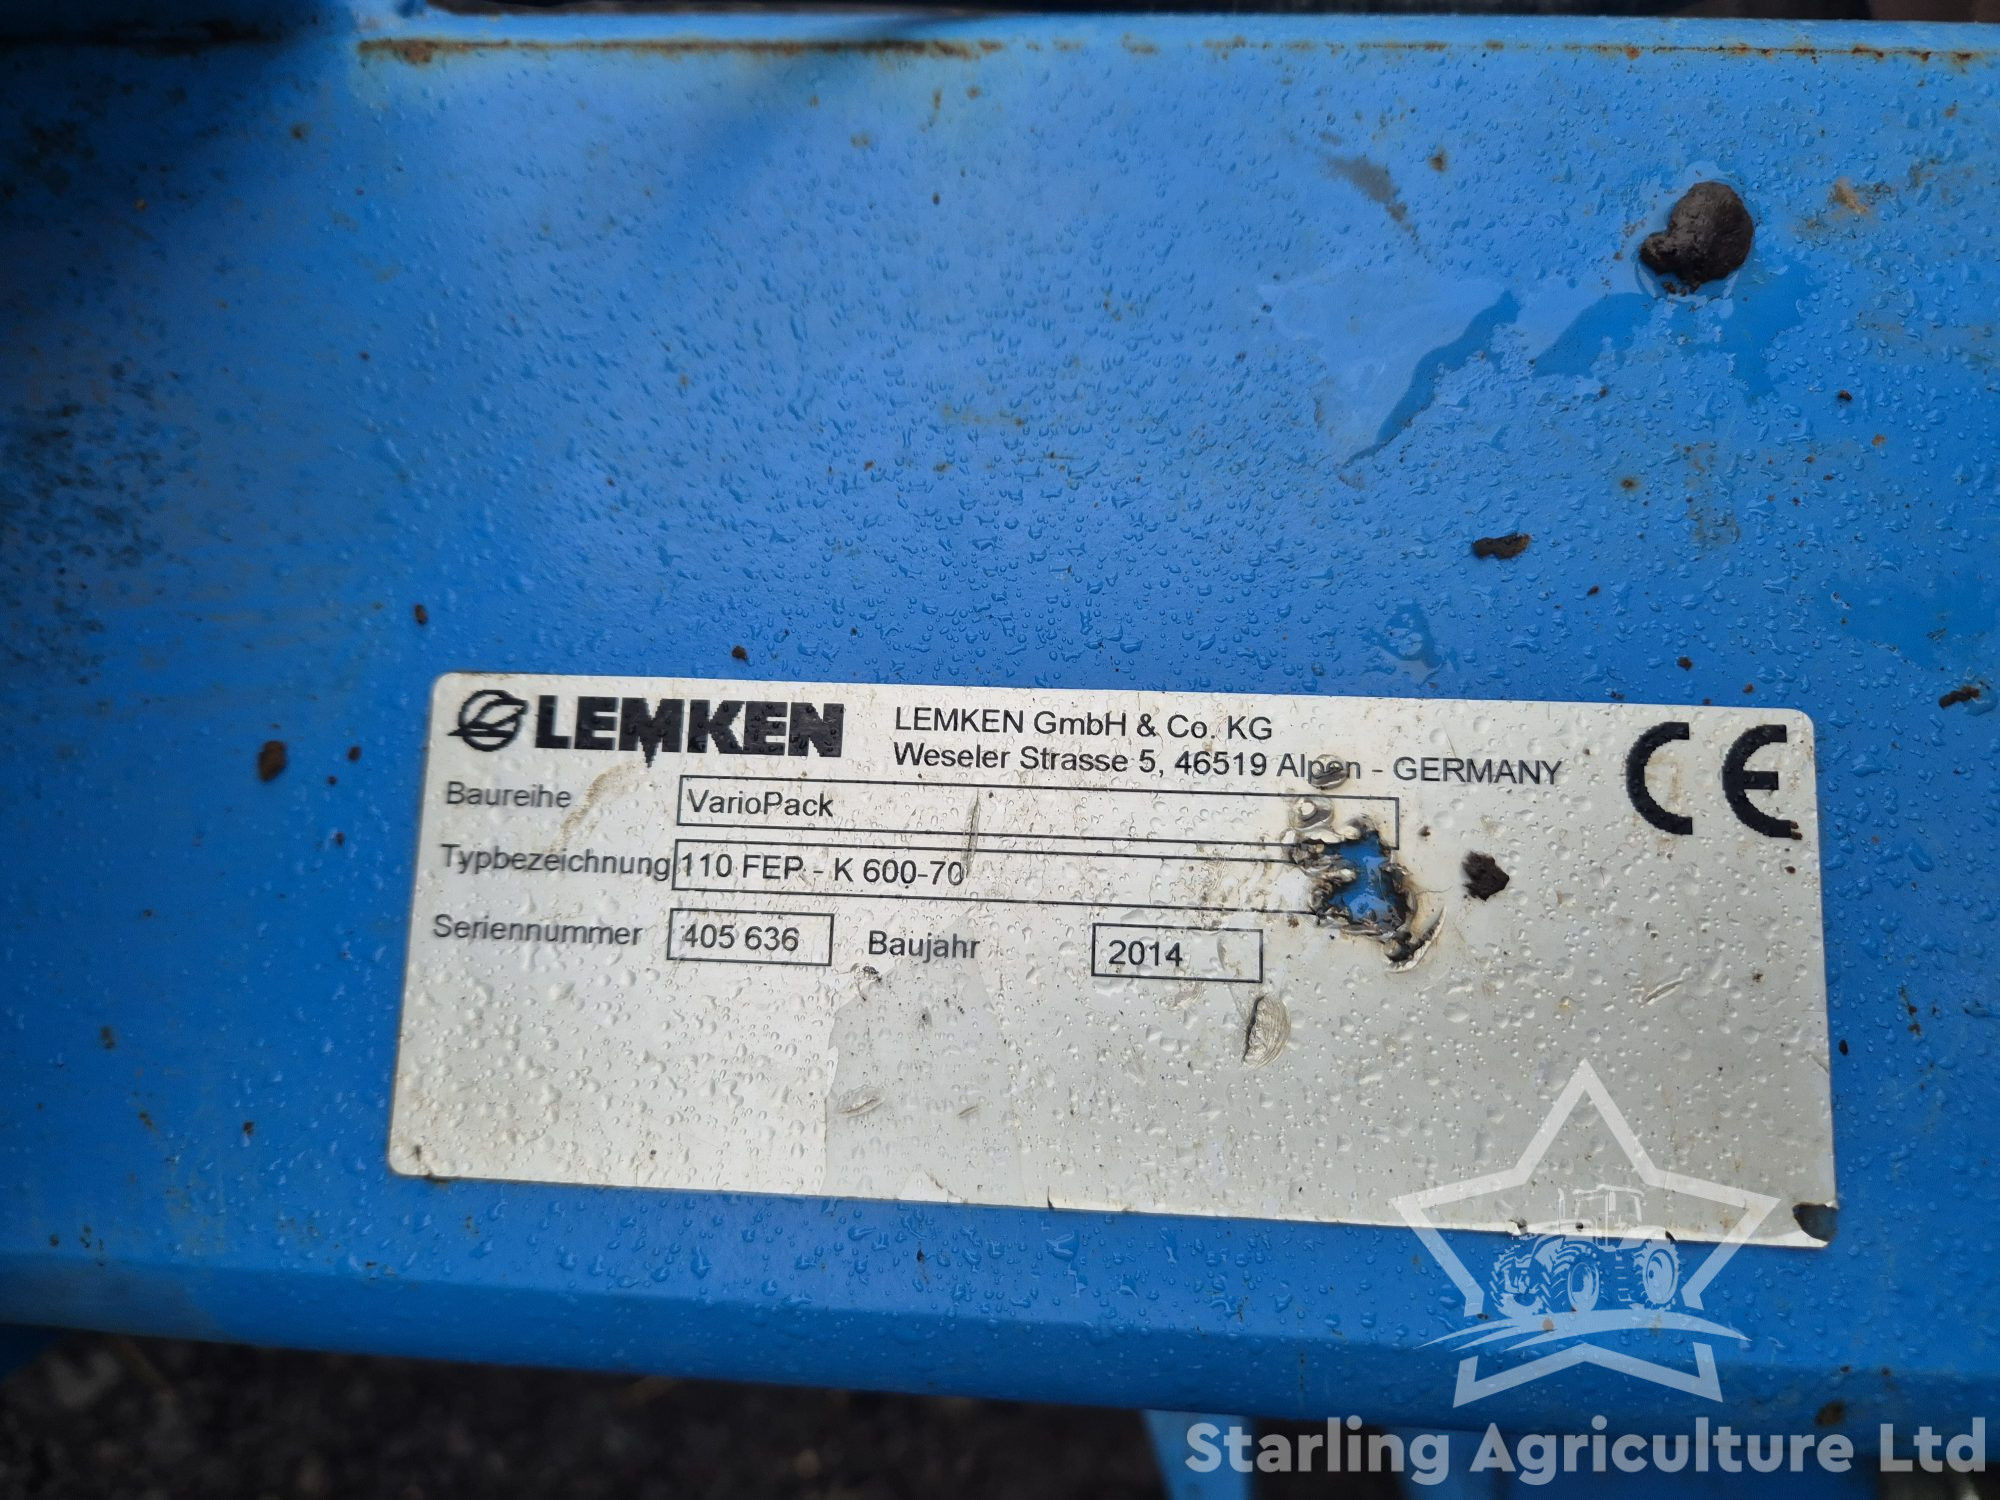 LEMKEN
LEMKEN GmbH & Co. KG
Weseler Strasse 5, 46519 Alpen - GERMANY
CE
Baureihe VarioPack
Typbezeichnung 110 FEP - K 600-70
Seriennummer 405 636 Baujahr 2014
Starling Agriculture Ltd